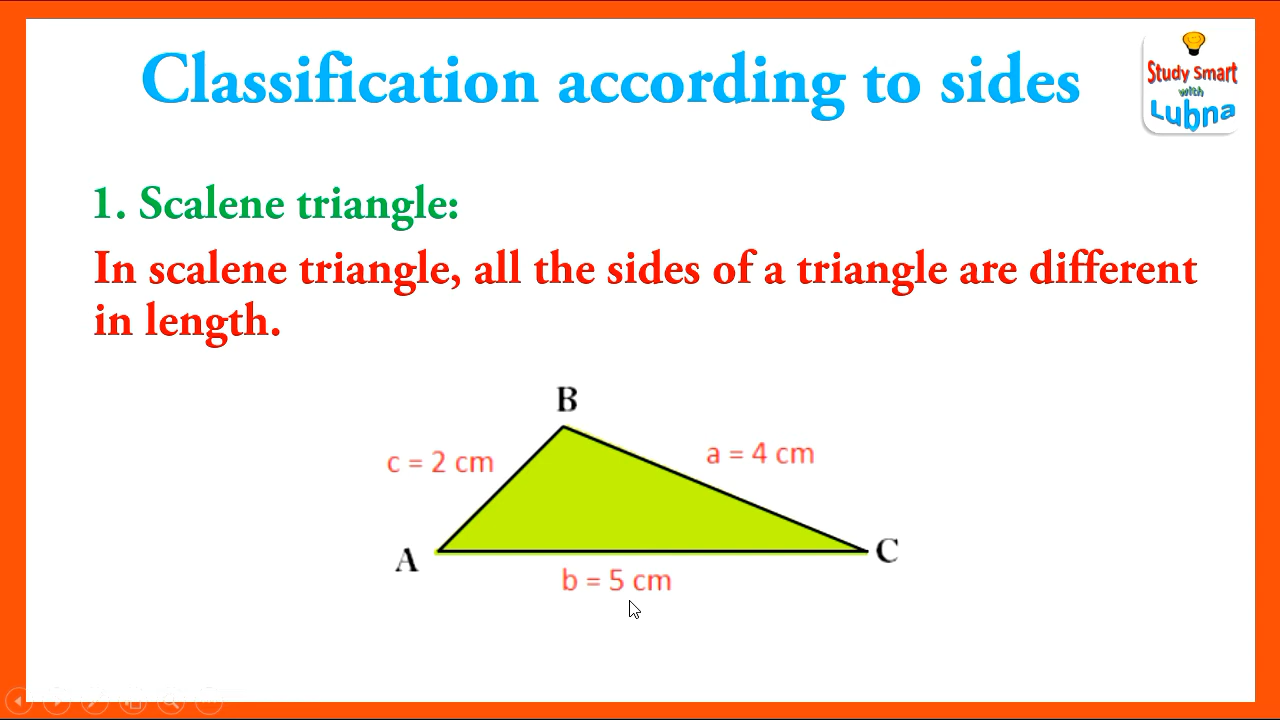 Classification according to sides
Study Smart
with
Lubna
1. Scalene triangle:
In scalene triangle, all the sides of a triangle are different
in length.
B
c = 2 cm
a = 4 cm
A
C
b = 5 cm